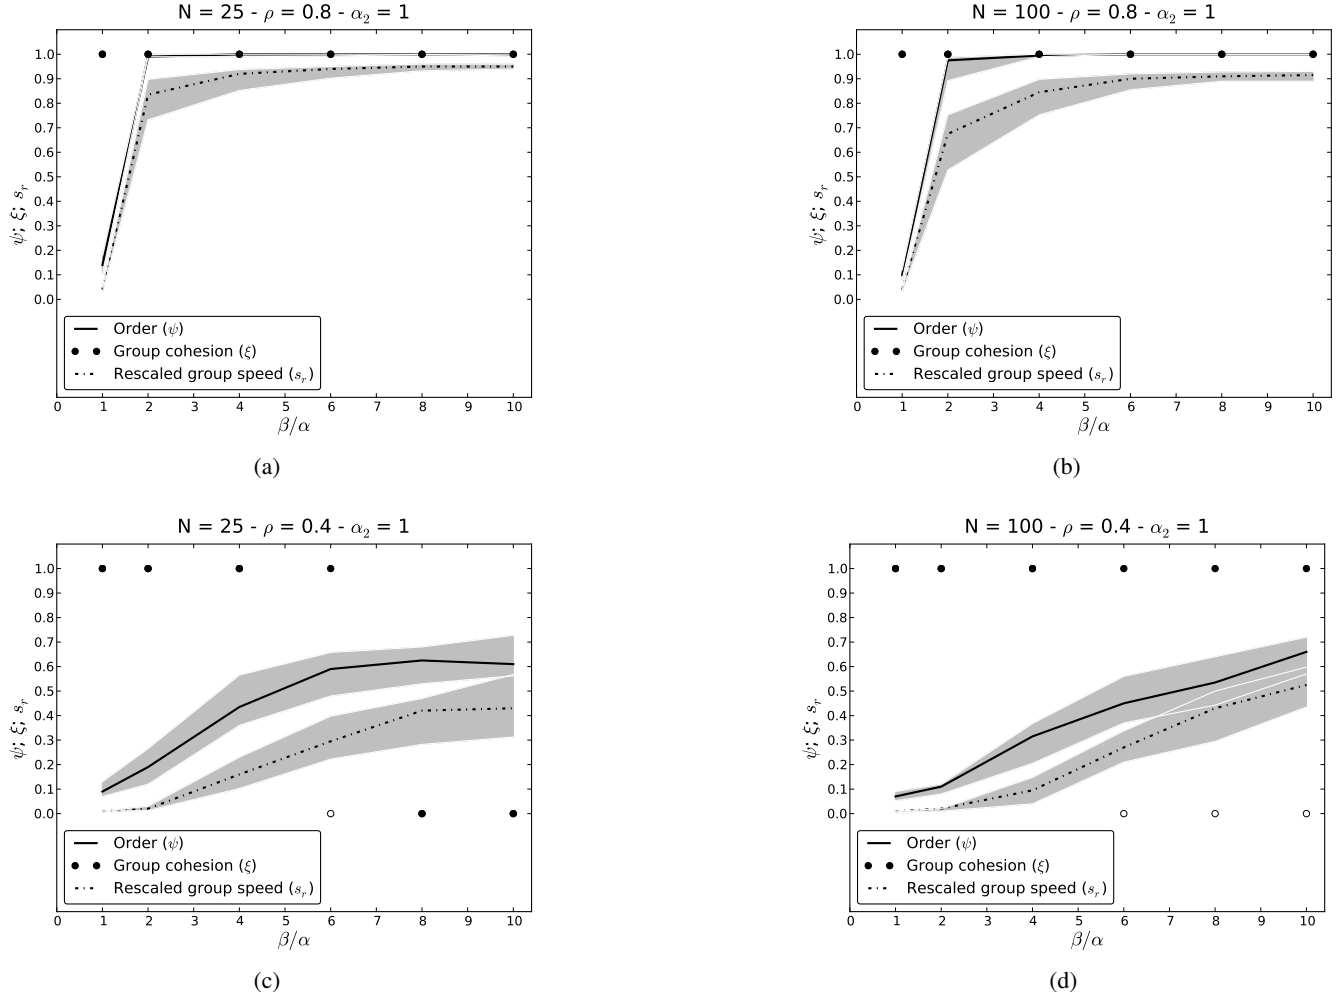 N = 25 - ρ = 0.8 - α₂ = 1
1.0
0.9
0.8
0.7
0.6
0.5
0.4
0.3
0.2
0.1
0.0
ψ; ξ; sᵣ
Order (ψ)
Group cohesion (ξ)
Rescaled group speed (sᵣ)
0 1 2 3 4 5 6 7 8 9 10
β/α
(a)
N = 100 - ρ = 0.8 - α₂ = 1
1.0
0.9
0.8
0.7
0.6
0.5
0.4
0.3
0.2
0.1
0.0
ψ; ξ; sᵣ
Order (ψ)
Group cohesion (ξ)
Rescaled group speed (sᵣ)
0 1 2 3 4 5 6 7 8 9 10
β/α
(b)
N = 25 - ρ = 0.4 - α₂ = 1
1.0
0.9
0.8
0.7
0.6
0.5
0.4
0.3
0.2
0.1
0.0
ψ; ξ; sᵣ
Order (ψ)
Group cohesion (ξ)
Rescaled group speed (sᵣ)
0 1 2 3 4 5 6 7 8 9 10
β/α
(c)
N = 100 - ρ = 0.4 - α₂ = 1
1.0
0.9
0.8
0.7
0.6
0.5
0.4
0.3
0.2
0.1
0.0
ψ; ξ; sᵣ
Order (ψ)
Group cohesion (ξ)
Rescaled group speed (sᵣ)
0 1 2 3 4 5 6 7 8 9 10
β/α
(d)